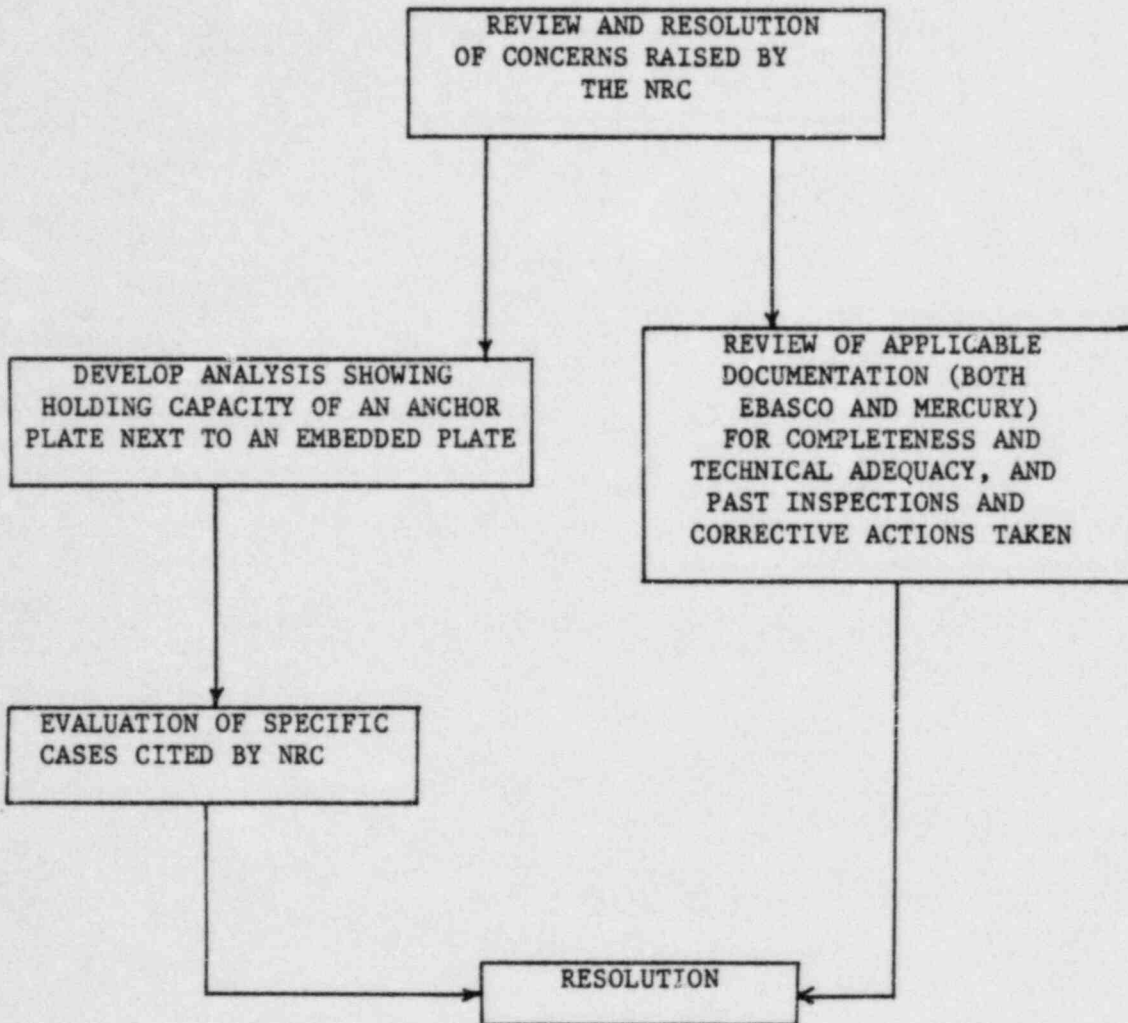 REVIEW AND RESOLUTION
OF CONCERNS RAISED BY
THE NRC
DEVELOP ANALYSIS SHOWING
HOLDING CAPACITY OF AN ANCHOR
PLATE NEXT TO AN EMBEDDED PLATE
REVIEW OF APPLICABLE
DOCUMENTATION (BOTH
EBASCO AND MERCURY)
FOR COMPLETENESS AND
TECHNICAL ADEQUACY, AND
PAST INSPECTIONS AND
CORRECTIVE ACTIONS TAKEN
EVALUATION OF SPECIFIC
CASES CITED BY NRC
RESOLUTION